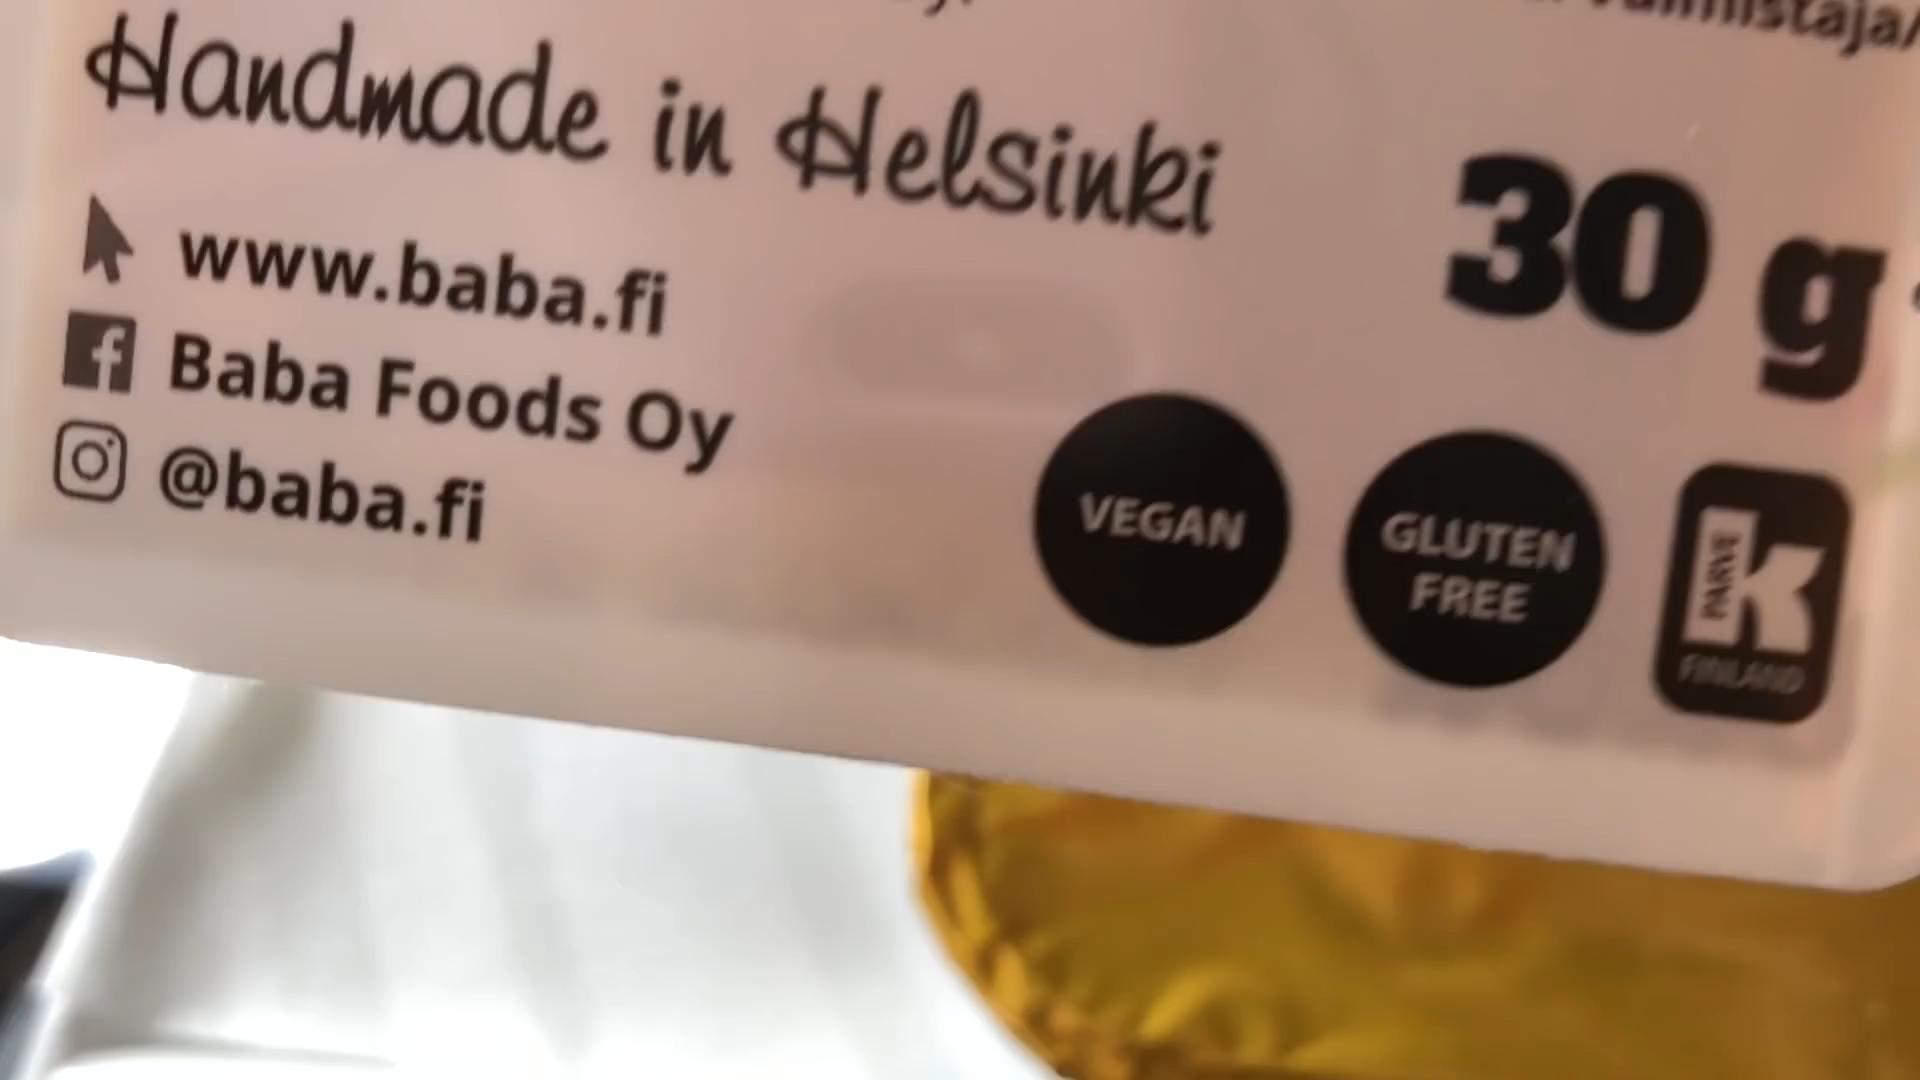 Handmade in Helsinki
30 g
www.baba.fi
Baba Foods Oy
@baba.fi
VEGAN
GLUTEN
FREE
PARVE
K
FINLAND